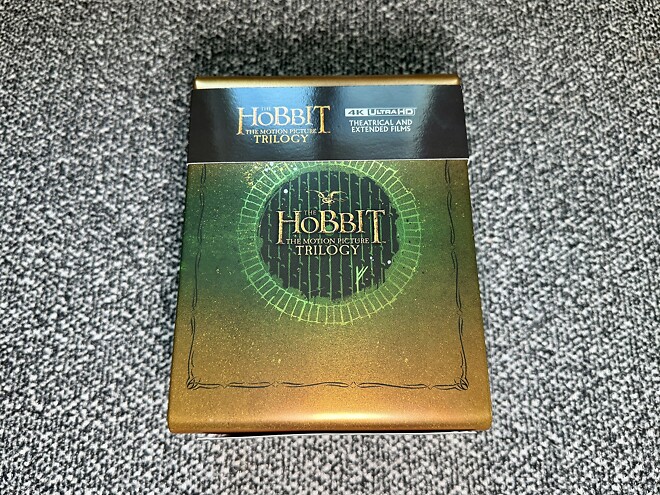 THE
HOBBIT
THE MOTION PICTURE
TRILOGY
4K ULTRA HD
THEATRICAL AND
EXTENDED FILMS
THE
HOBBIT
THE MOTION PICTURE
TRILOGY